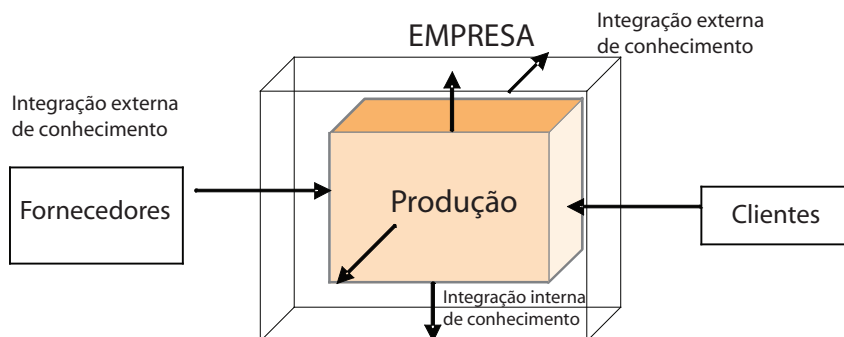 EMPRESA
Integração externa
de conhecimento
Integração externa
de conhecimento
Fornecedores
Produção
Clientes
Integração interna
de conhecimento